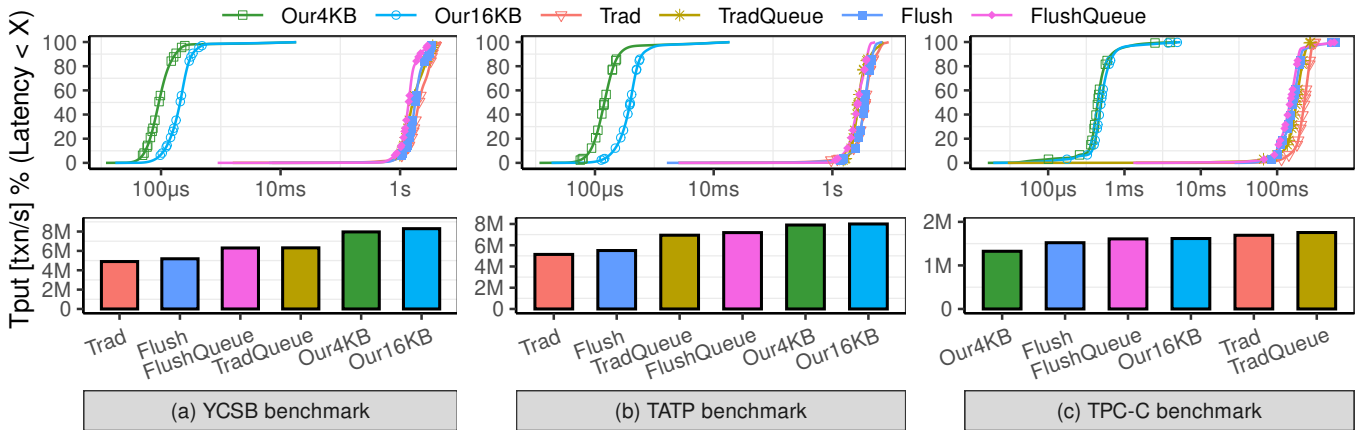 Our4KB Our16KB Trad TradQueue Flush FlushQueue
Tput [txn/s] % (Latency < X)
100
80
60
40
20
0
100µs 10ms 1s
100
80
60
40
20
0
100µs 10ms 1s
100
80
60
40
20
0
100µs 1ms 10ms 100ms
8M
6M
4M
2M
0
Trad Flush FlushQueue TradQueue Our4KB Our16KB
8M
6M
4M
2M
0
Trad Flush TradQueue FlushQueue Our4KB Our16KB
2M
1M
0
Our4KB Flush FlushQueue Our16KB Trad TradQueue
(a) YCSB benchmark
(b) TATP benchmark
(c) TPC-C benchmark